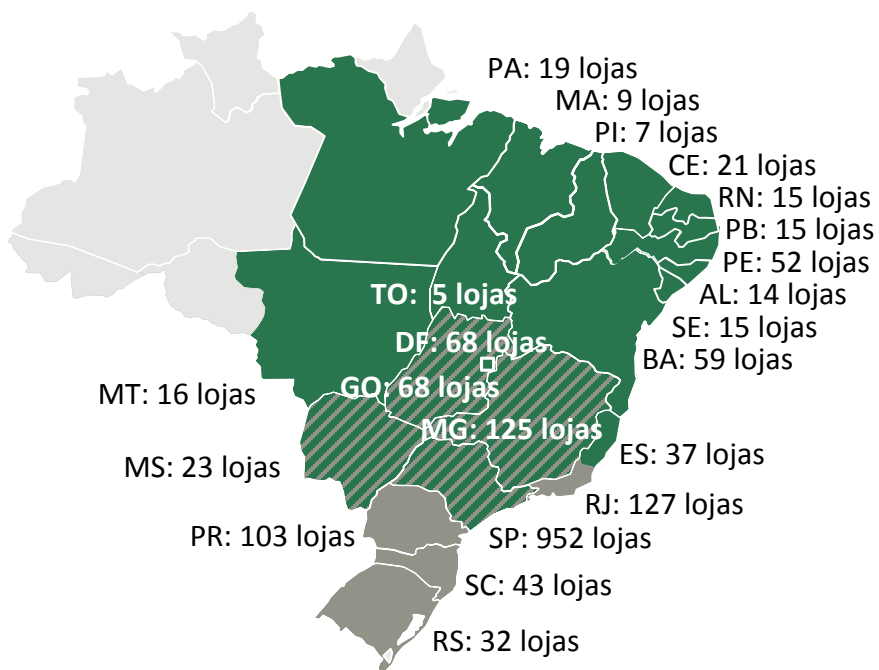 PA: 19 lojas
MA: 9 lojas
PI: 7 lojas
CE: 21 lojas
RN: 15 lojas
PB: 15 lojas
PE: 52 lojas
TO: 5 lojas
AL: 14 lojas
SE: 15 lojas
DF: 68 lojas
BA: 59 lojas
MT: 16 lojas
GO: 68 lojas
MG: 125 lojas
ES: 37 lojas
MS: 23 lojas
RJ: 127 lojas
PR: 103 lojas
SP: 952 lojas
SC: 43 lojas
RS: 32 lojas